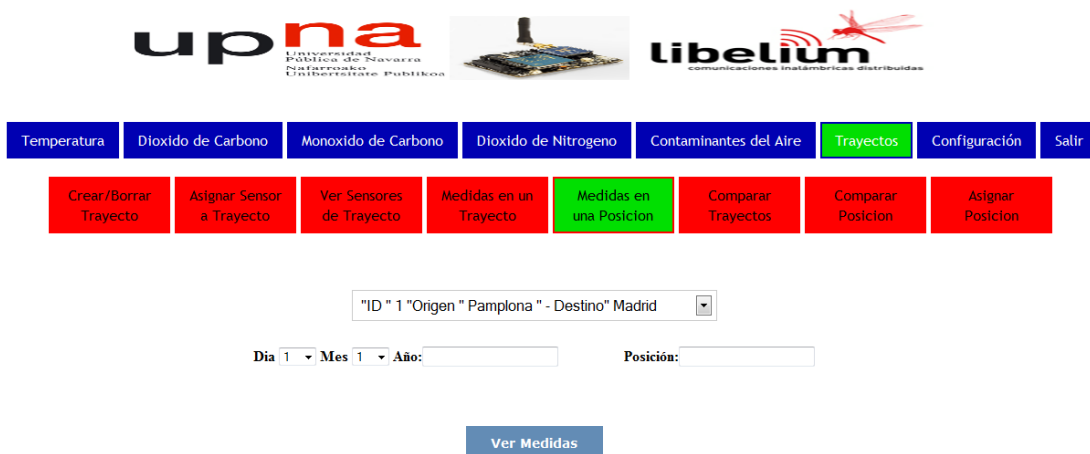 upna
Universidad
Pública de Navarra
Nafarroako
Unibertsitate Publikoa
libelium
comunicaciones inalámbricas distribuidas
Temperatura Dioxido de Carbono Monoxido de Carbono Dioxido de Nitrogeno Contaminantes del Aire Trayectos Configuración Salir
Crear/Borrar Trayecto Asignar Sensor a Trayecto Ver Sensores de Trayecto Medidas en un Trayecto Medidas en una Posicion Comparar Trayectos Comparar Posicion Asignar Posicion
"ID " 1 "Origen " Pamplona " - Destino" Madrid
Dia 1 Mes 1 Año: Posición:
Ver Medidas